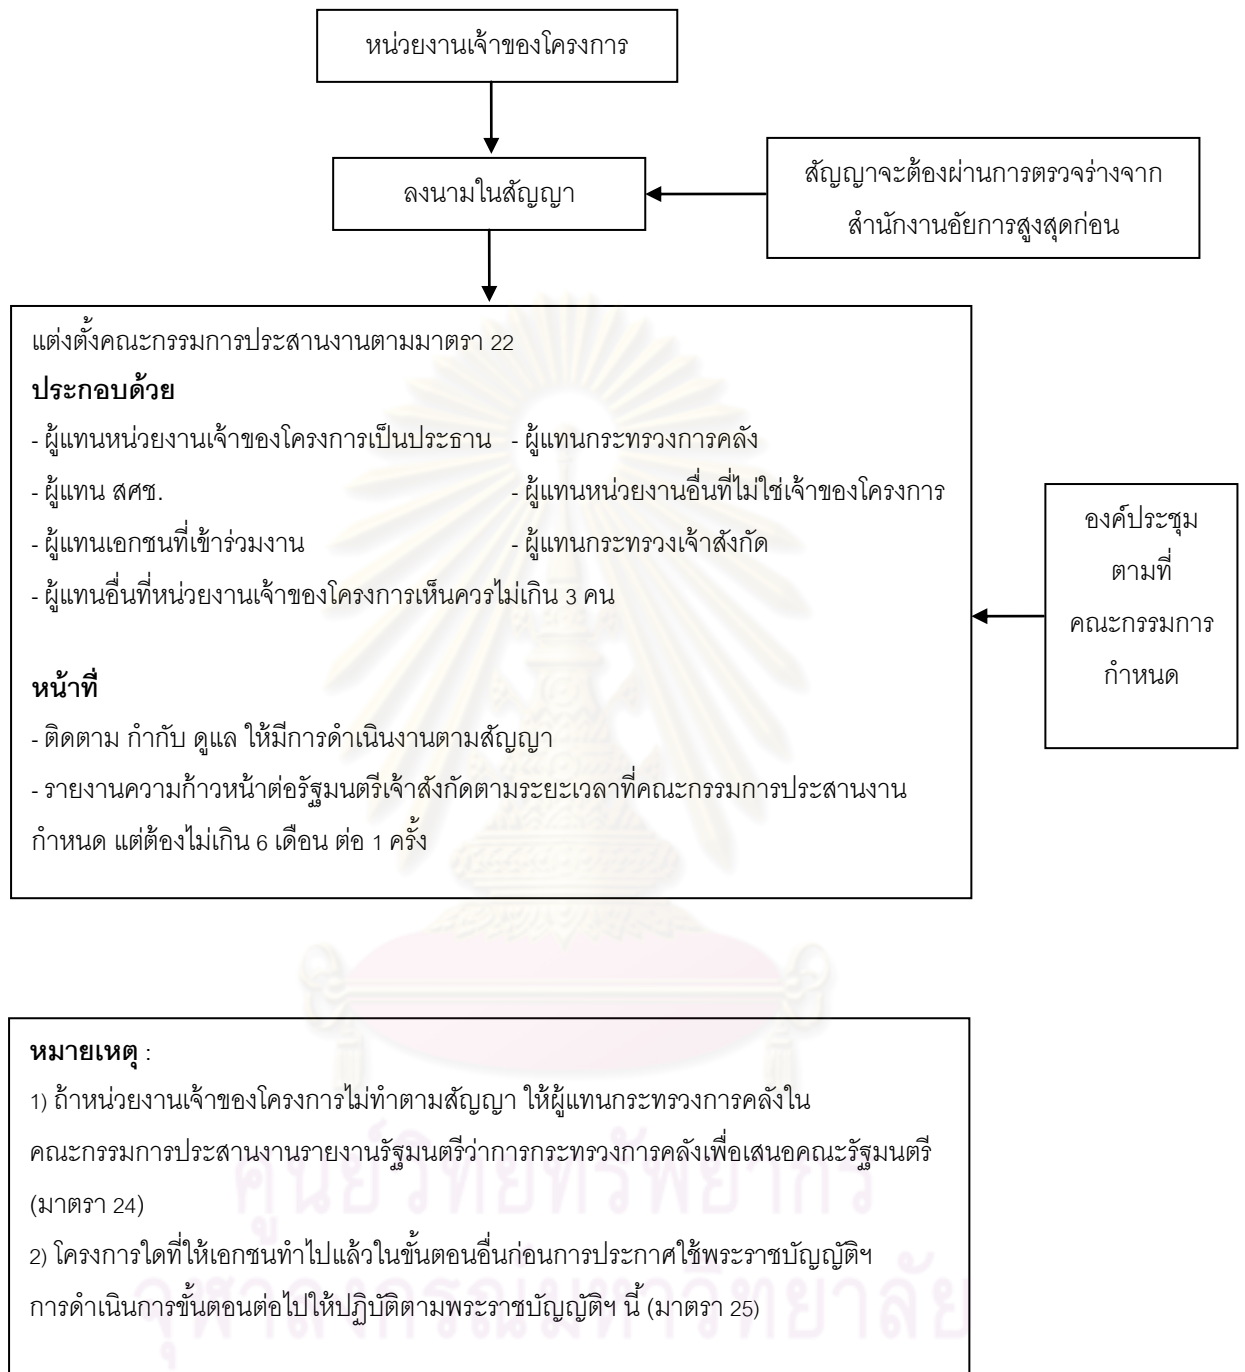 หน่วยงานเจ้าของโครงการ
ลงนามในสัญญา
สัญญาจะต้องผ่านการตรวจร่างจาก
สำนักงานอัยการสูงสุดก่อน
แต่งตั้งคณะกรรมการประสานงานตามมาตรา 22
ประกอบด้วย
- ผู้แทนหน่วยงานเจ้าของโครงการเป็นประธาน - ผู้แทนกระทรวงการคลัง
- ผู้แทน สศช. - ผู้แทนหน่วยงานอื่นที่ไม่ใช่เจ้าของโครงการ
- ผู้แทนเอกชนที่เข้าร่วมงาน - ผู้แทนกระทรวงเจ้าสังกัด
- ผู้แทนอื่นที่หน่วยงานเจ้าของโครงการเห็นควรไม่เกิน 3 คน
หน้าที่
- ติดตาม กำกับ ดูแล ให้มีการดำเนินงานตามสัญญา
- รายงานความก้าวหน้าต่อรัฐมนตรีเจ้าสังกัดตามระยะเวลาที่คณะกรรมการประสานงาน
กำหนด แต่ต้องไม่เกิน 6 เดือน ต่อ 1 ครั้ง
องค์ประชุม
ตามที่
คณะกรรมการ
กำหนด
หมายเหตุ :
1) ถ้าหน่วยงานเจ้าของโครงการไม่ทำตามสัญญา ให้ผู้แทนกระทรวงการคลังใน
คณะกรรมการประสานงานรายงานรัฐมนตรีว่าการกระทรวงการคลังเพื่อเสนอคณะรัฐมนตรี
(มาตรา 24)
2) โครงการใดที่ให้เอกชนทำไปแล้วในขั้นตอนอื่นก่อนการประกาศใช้พระราชบัญญัติฯ
การดำเนินการขั้นตอนต่อไปให้ปฏิบัติตามพระราชบัญญัติฯ นี้ (มาตรา 25)
ศูนย์วิทยทรัพยากร
จุฬาลงกรณ์มหาวิทยาลัย